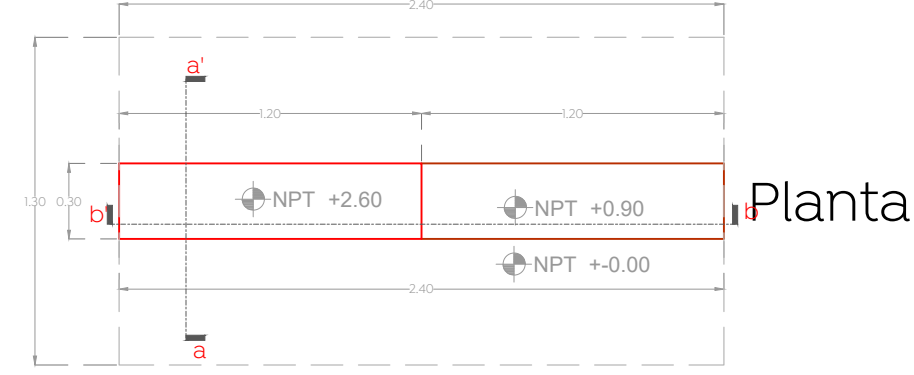 2.40
a'
1.20 1.20
1.30 0.30
NPT +2.60
NPT +0.90
b' b
Planta
NPT +-0.00
2.40
a